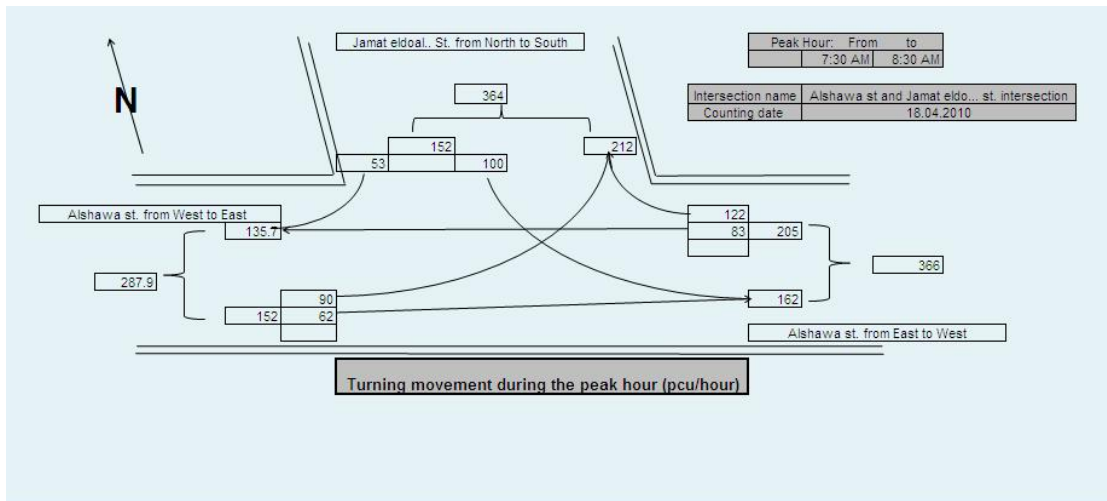 Jamat eldoal.. St. from North to South
Peak Hour: From to
7:30 AM 8:30 AM
N
364
Intersection name Alshawa st and Jamat eldo... st. intersection
Counting date 18.04.2010
152 212
53 100
Alshawa st. from West to East
122
135.7 83 205
366
287.9
90 162
152 62
Alshawa st. from East to West
Turning movement during the peak hour (pcu/hour)